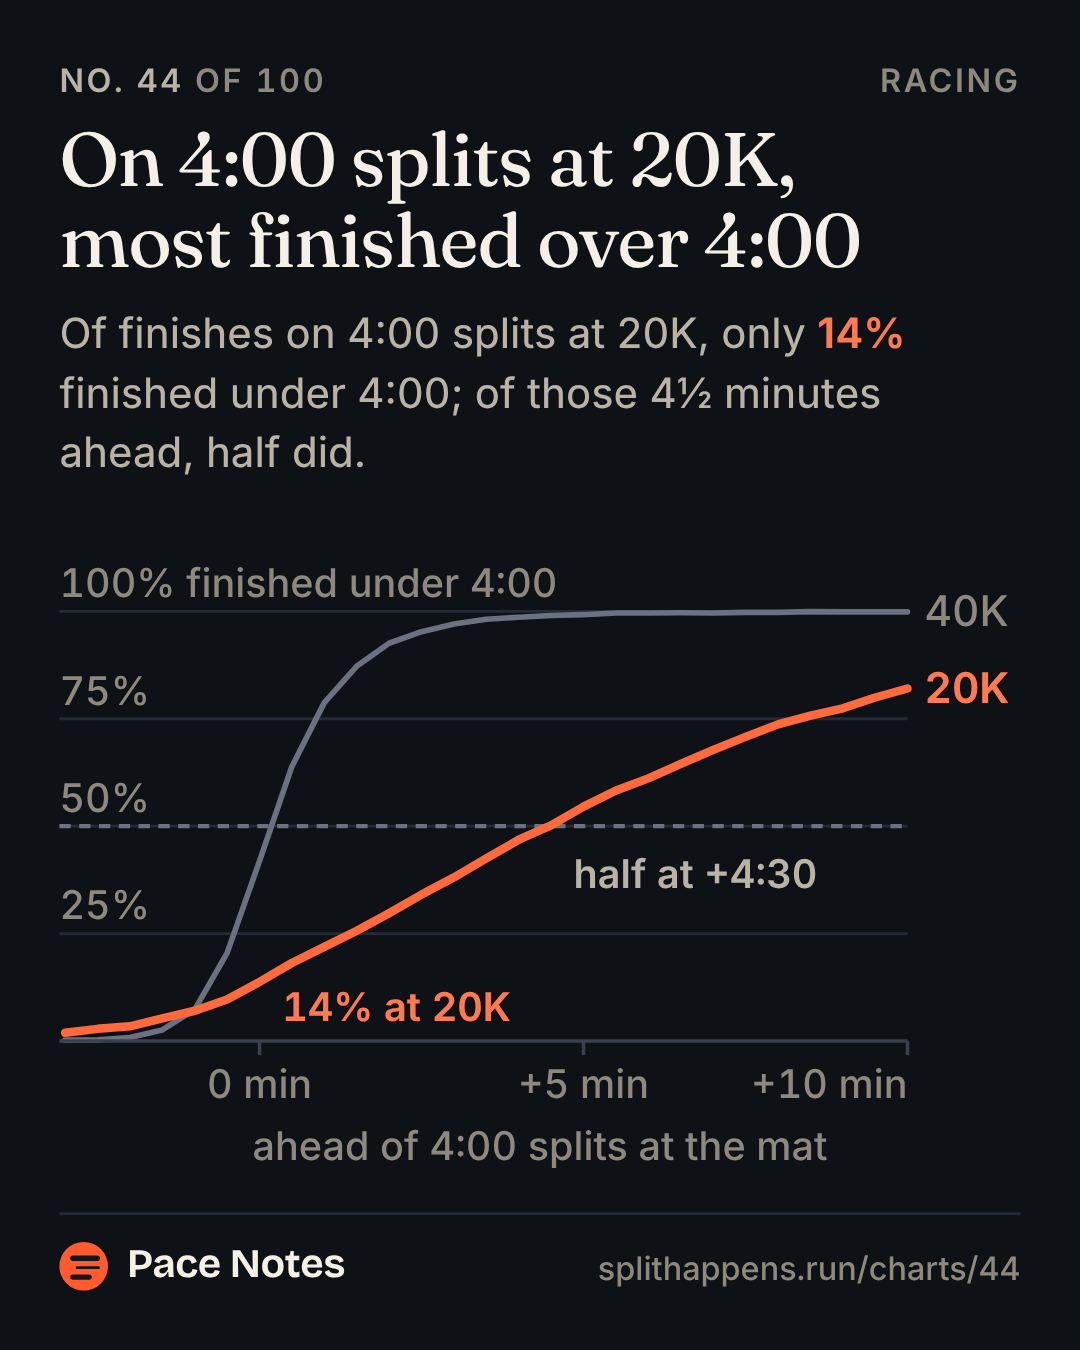 NO. 44 OF 100
RACING
On 4:00 splits at 20K,
most finished over 4:00
Of finishes on 4:00 splits at 20K, only 14%
finished under 4:00; of those 4½ minutes
ahead, half did.
100% finished under 4:00
40K
75%
20K
50%
half at +4:30
25%
14% at 20K
0 min
+5 min
+10 min
ahead of 4:00 splits at the mat
Pace Notes
splithappens.run/charts/44